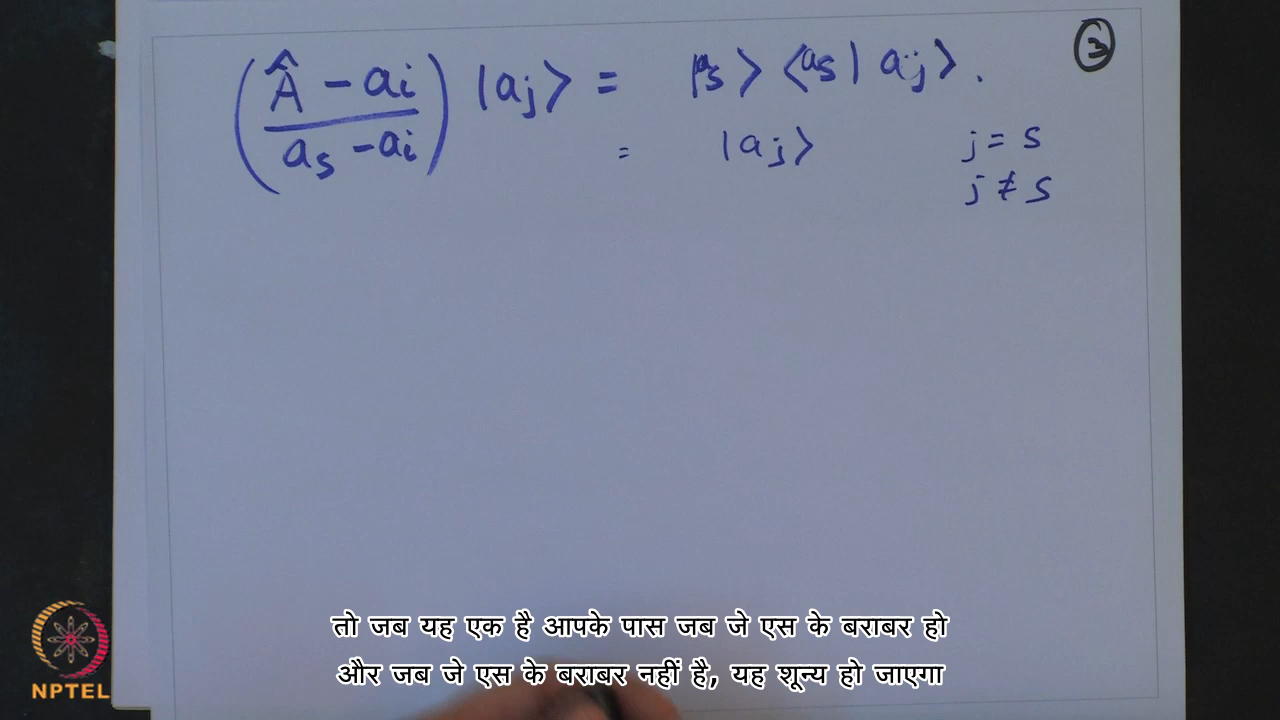 (Â - ai / as - ai) |aj⟩ = |as⟩ ⟨as| aj⟩.
③
= |aj⟩ j = s
j ≠ s
तो जब यह एक है आपके पास जब जे एस के बराबर हो
और जब जे एस के बराबर नहीं है, यह शून्य हो जाएगा
NPTEL